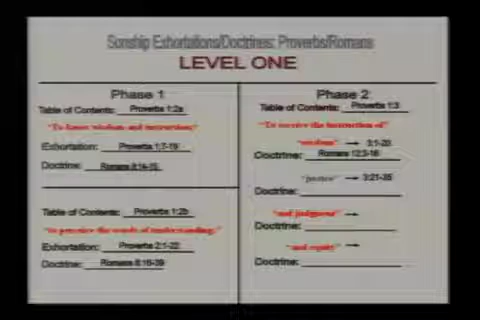 Sonship Exhortations/Doctrines: Proverbs/Romans
LEVEL ONE
Phase 1
Table of Contents: Proverbs 1:2a
"To know wisdom and instruction;"
Exhortation: Proverbs 1:7-19
Doctrine: Romans 8:14-15
Table of Contents: Proverbs 1:2b
"to perceive the words of understanding;"
Exhortation: Proverbs 2:1-22
Doctrine: Romans 8:16-39
Phase 2
Table of Contents: Proverbs 1:3
"To receive the instruction of"
"wisdom" → 3:1-20
Doctrine: Romans 12:3-16
"justice" → 3:21-35
Doctrine:
"and judgment" →
Doctrine:
"and equity" →
Doctrine: